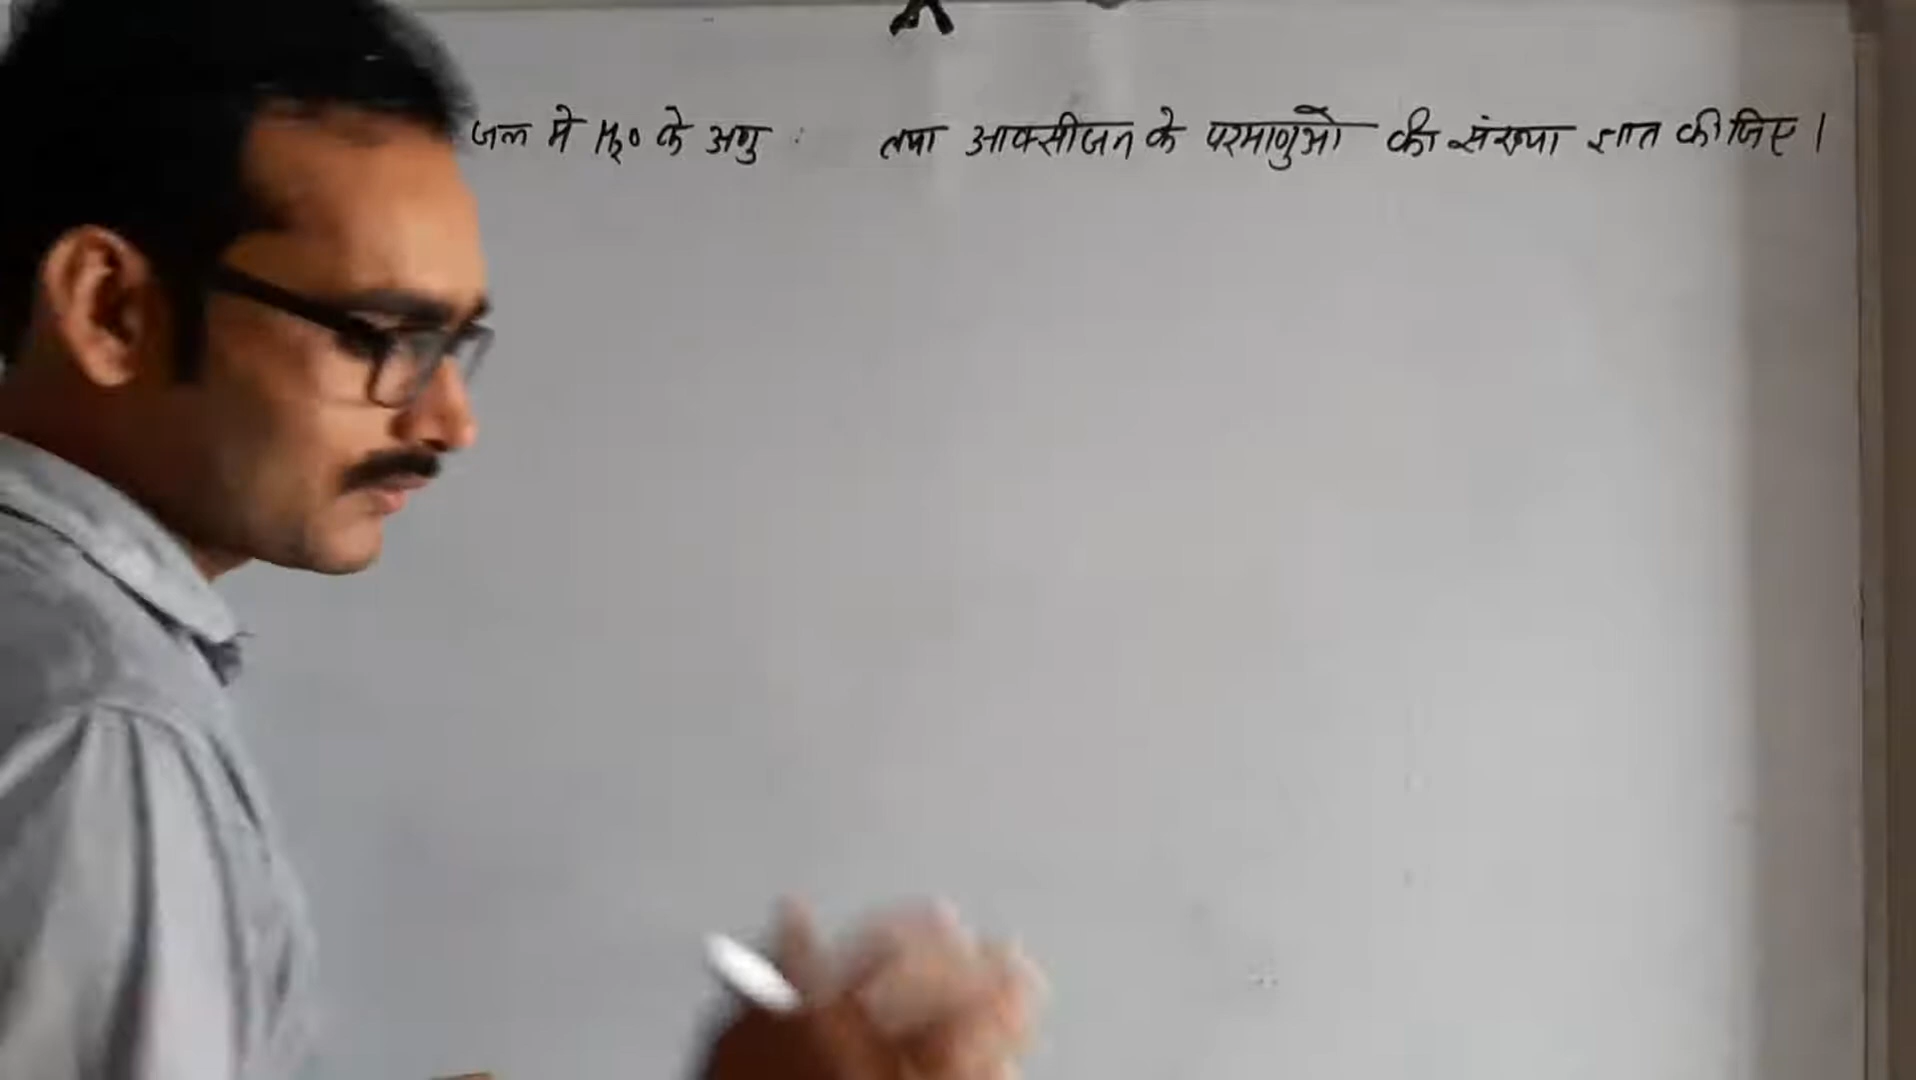 जल मे H₂O के अणु तथा आक्सीजन के परमाणुओ की संख्या ज्ञात कीजिए।